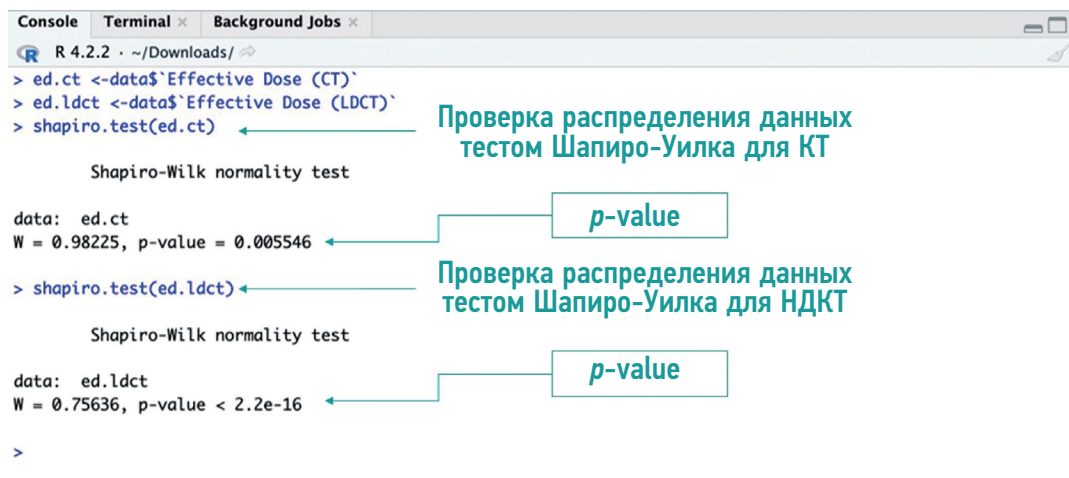 Console Terminal × Background Jobs ×
R R 4.2.2 · ~/Downloads/
> ed.ct <-data$`Effective Dose (CT)`
> ed.ldct <-data$`Effective Dose (LDCT)`
> shapiro.test(ed.ct)
Проверка распределения данных
тестом Шапиро-Уилка для КТ
Shapiro-Wilk normality test
p-value
data: ed.ct
W = 0.98225, p-value = 0.005546
Проверка распределения данных
тестом Шапиро-Уилка для НДКТ
> shapiro.test(ed.ldct)
Shapiro-Wilk normality test
p-value
data: ed.ldct
W = 0.75636, p-value < 2.2e-16
>